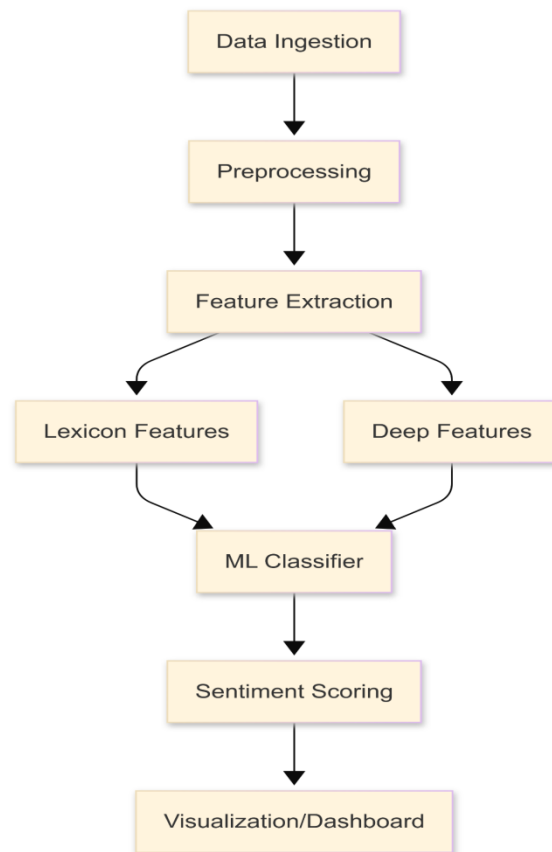 Data Ingestion
Preprocessing
Feature Extraction
Lexicon Features
Deep Features
ML Classifier
Sentiment Scoring
Visualization/Dashboard